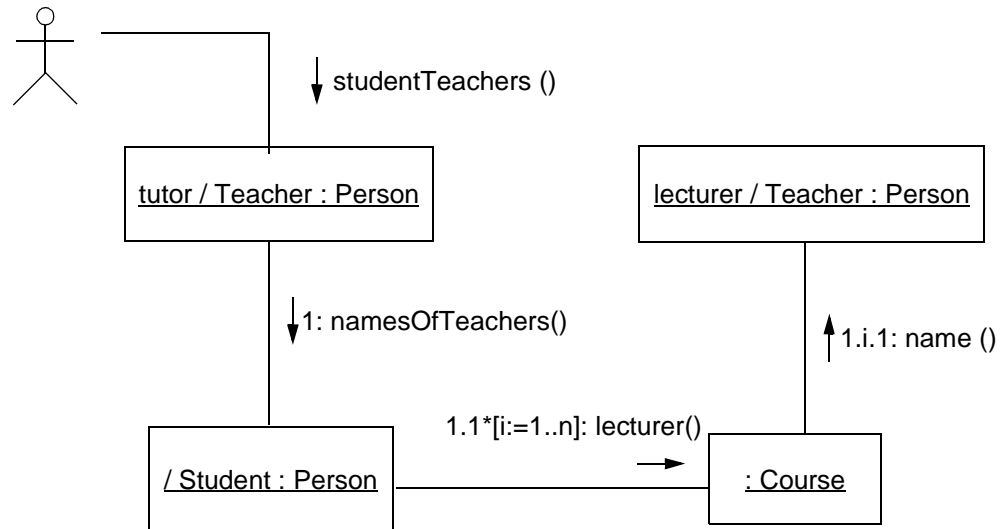 studentTeachers ()
tutor / Teacher : Person
lecturer / Teacher : Person
1: namesOfTeachers()
1.i.1: name ()
1.1*[i:=1..n]: lecturer()
/ Student : Person
: Course